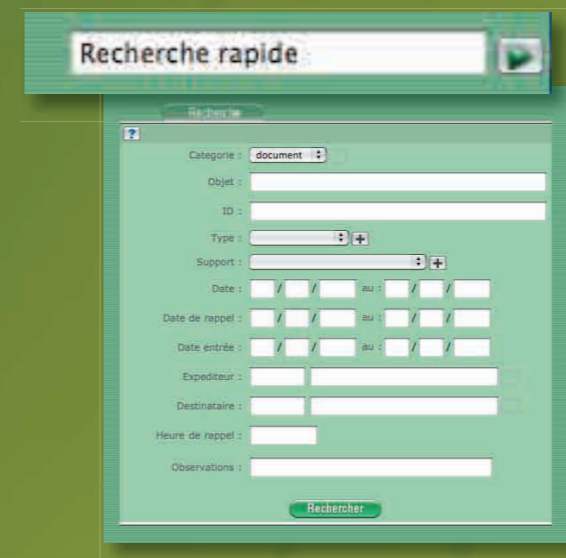 Recherche rapide
Recherche
?
Categorie : document
Objet :
ID :
Type : +
Support : +
Date : / / au : / /
Date de rappel : / / au : / /
Date entrée : / / au : / /
Expediteur :
Destinataire :
Heure de rappel :
Observations :
Rechercher